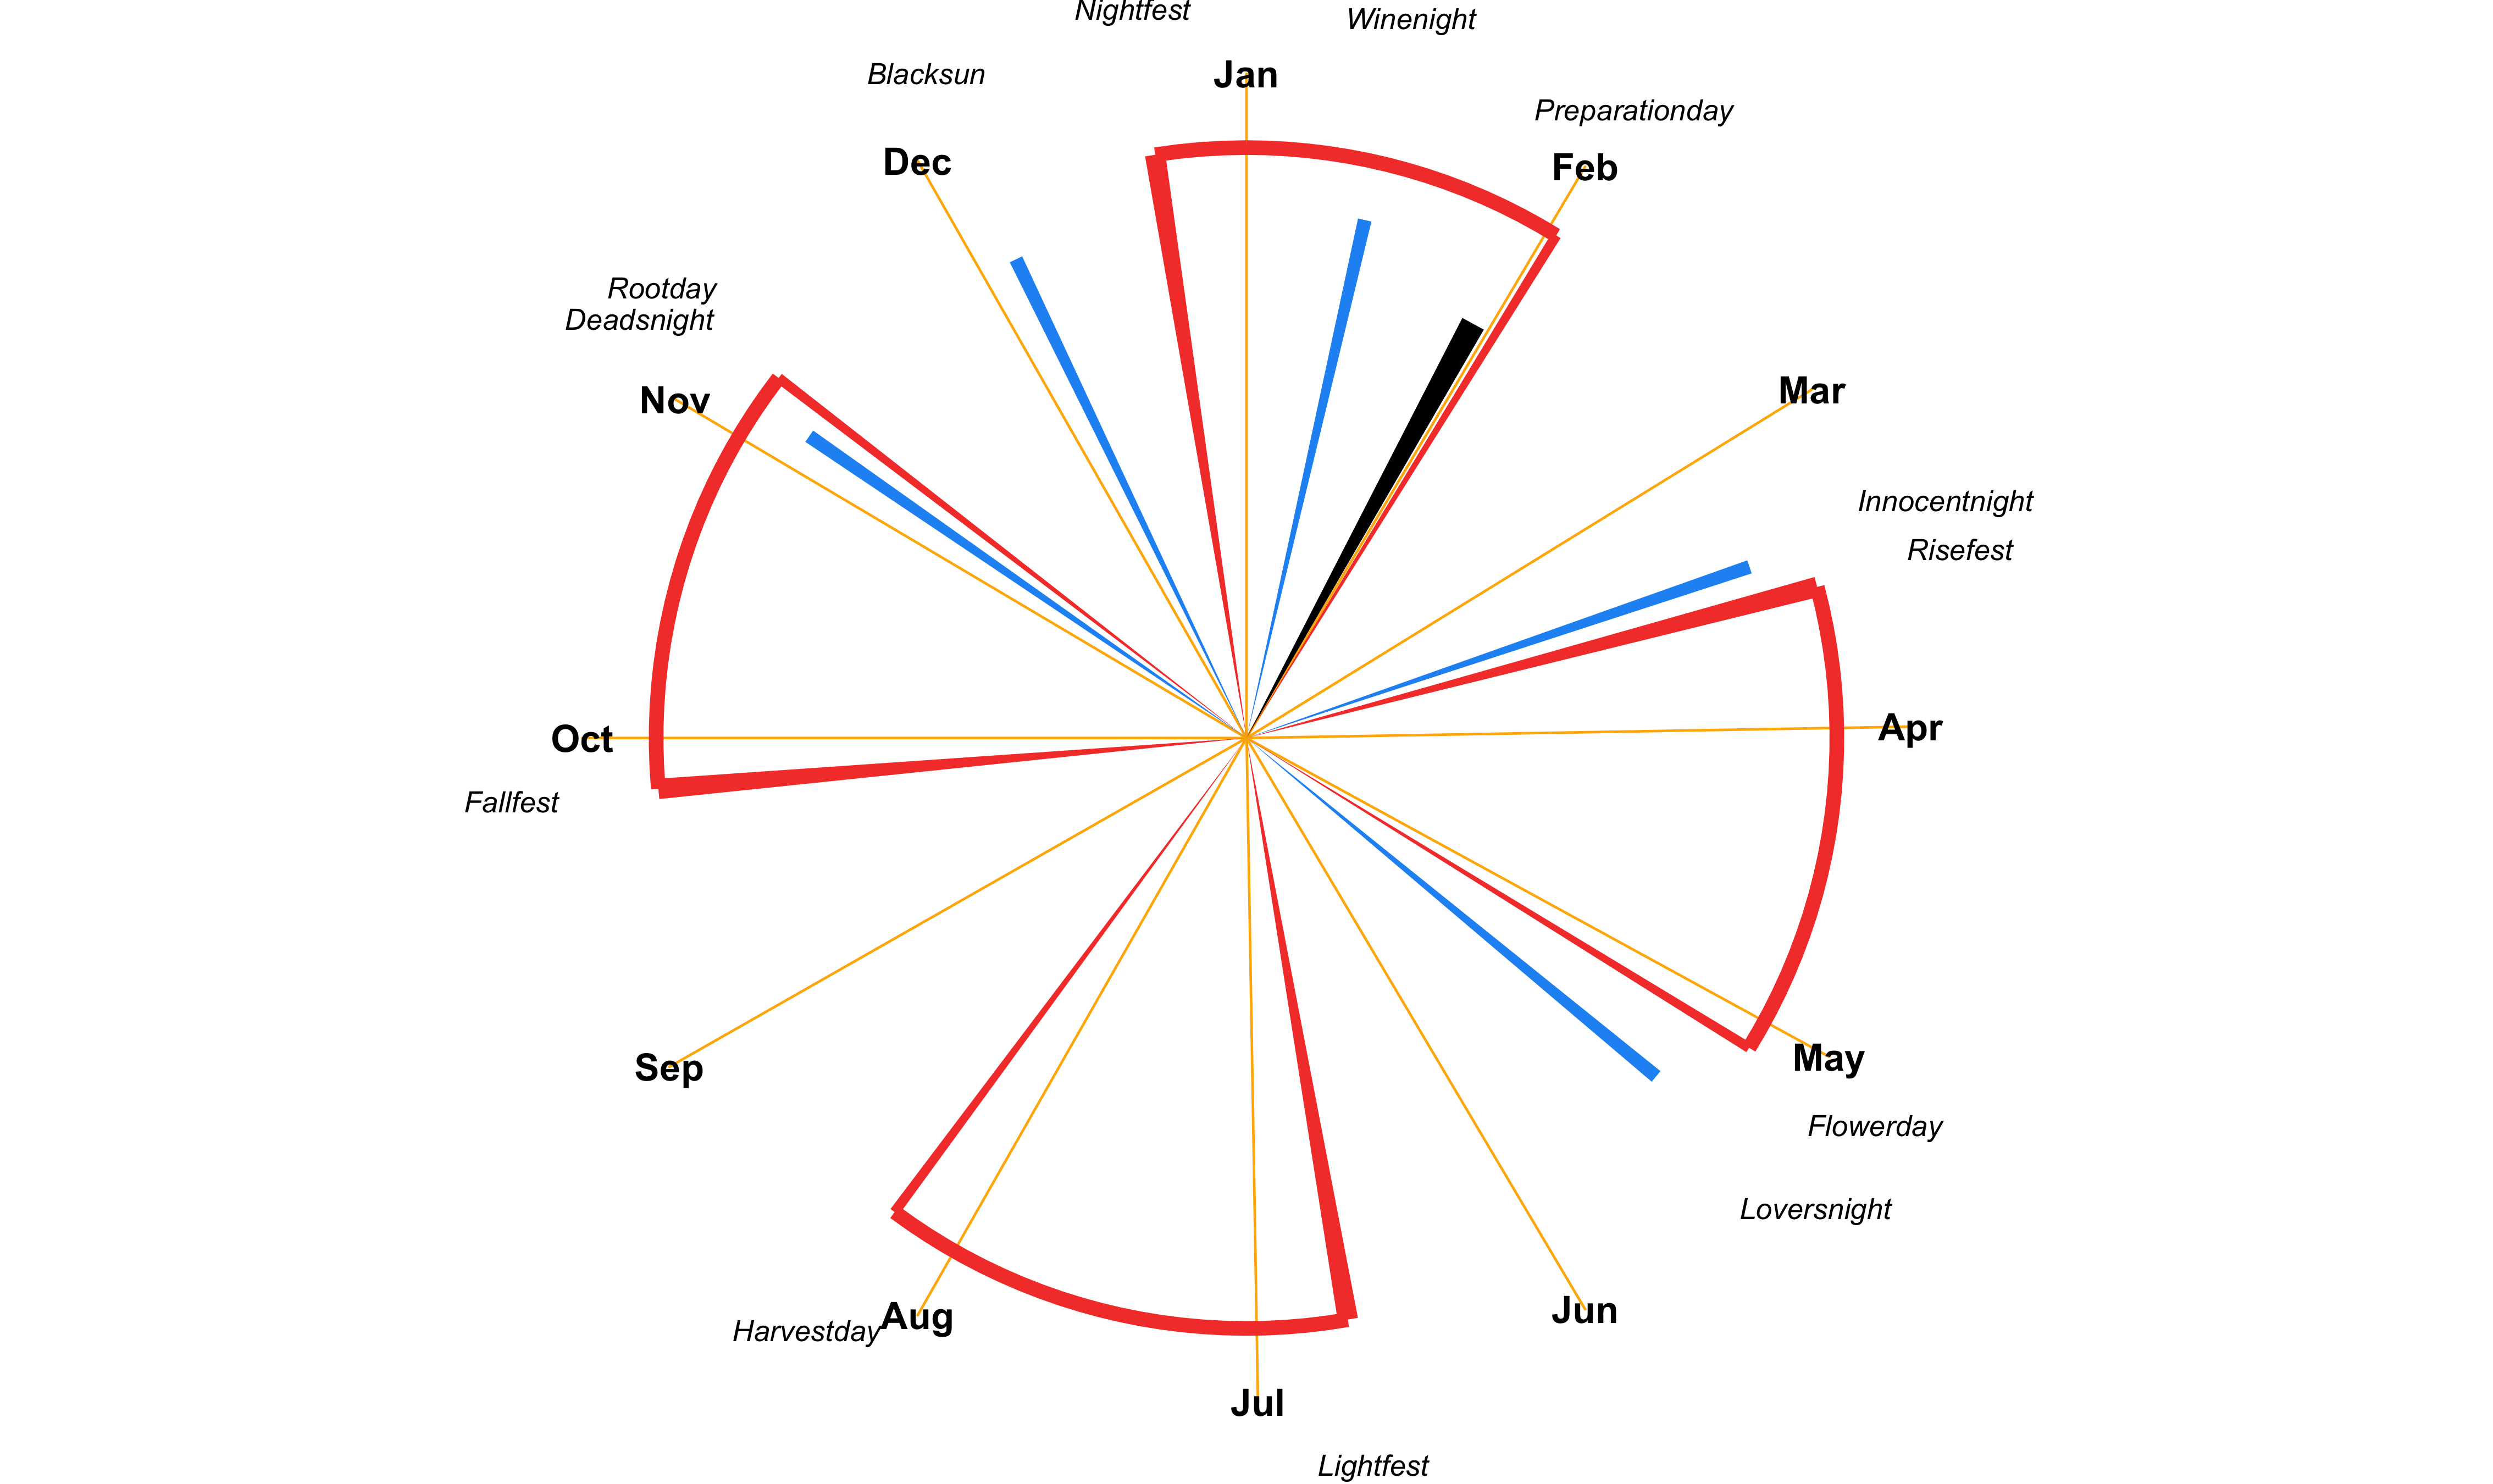 Nightfest
Winenight
Blacksun
Jan
Preparationday
Dec
Feb
Rootday
Deadsnight
Nov
Mar
Innocentnight
Risefest
Oct
Apr
Fallfest
Sep
May
Flowerday
Loversnight
Harvestday
Aug
Jun
Jul
Lightfest